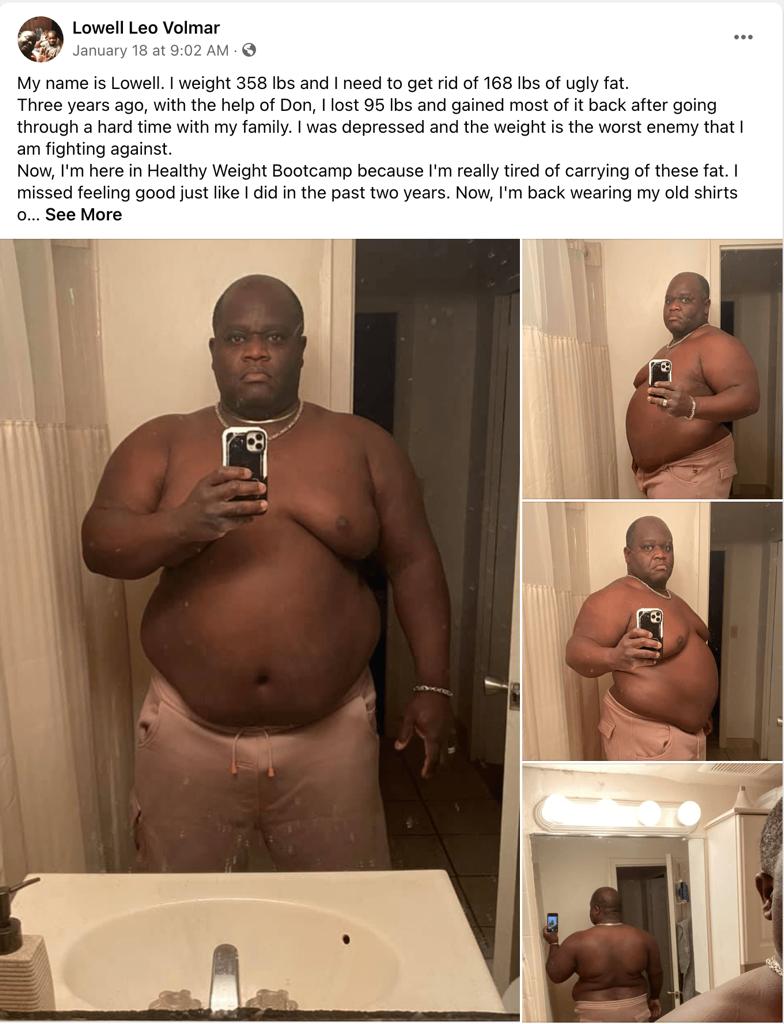 Lowell Leo Volmar
January 18 at 9:02 AM ·
My name is Lowell. I weight 358 lbs and I need to get rid of 168 lbs of ugly fat.
Three years ago, with the help of Don, I lost 95 lbs and gained most of it back after going
through a hard time with my family. I was depressed and the weight is the worst enemy that I
am fighting against.
Now, I'm here in Healthy Weight Bootcamp because I'm really tired of carrying of these fat. I
missed feeling good just like I did in the past two years. Now, I'm back wearing my old shirts
o... See More